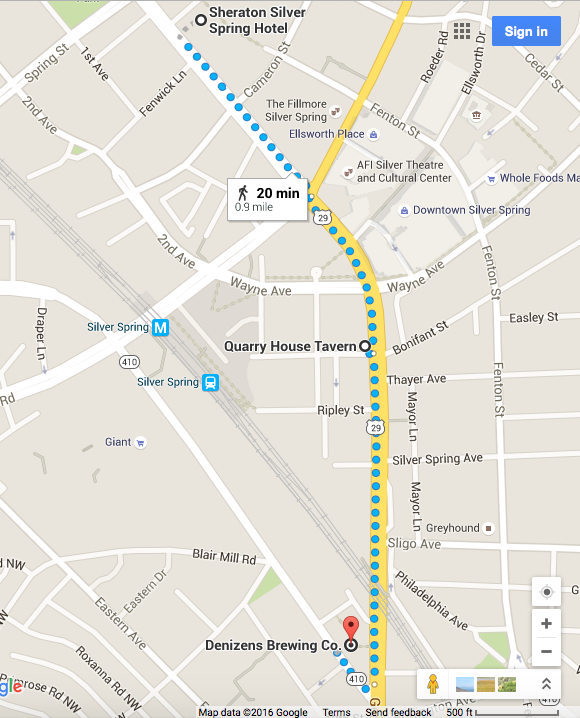 Sheraton Silver
Spring Hotel
Sign in
Spring St
1st Ave
Fenwick Ln
Cameron St
Roeder Rd
Ellsworth Dr
Cedar St
2nd Ave
The Fillmore
Silver Spring
Fenton St
Ellsworth Place
AFI Silver Theatre
and Cultural Center
Whole Foods Ma
20 min
0.9 mile
29
Downtown Silver Spring
2nd Ave
Wayne Ave
Wayne Ave
Fenton St
Draper Ln
Silver Spring M
Easley St
Bonifant St
Quarry House Tavern
410
Silver Spring
Thayer Ave
Mayor Ln
Fenton St
Rd
Ripley St
29
Giant
Silver Spring Ave
Mayor Ln
Greyhound
Sligo Ave
Blair Mill Rd
d NW
Eastern Dr
Philadelphia Ave
Eastern Ave
Denizens Brewing Co.
Roxanna Rd NW
410
G
Primrose Rd NW
gle
Map data ©2016 Google
Terms
Send feedback
500 ft